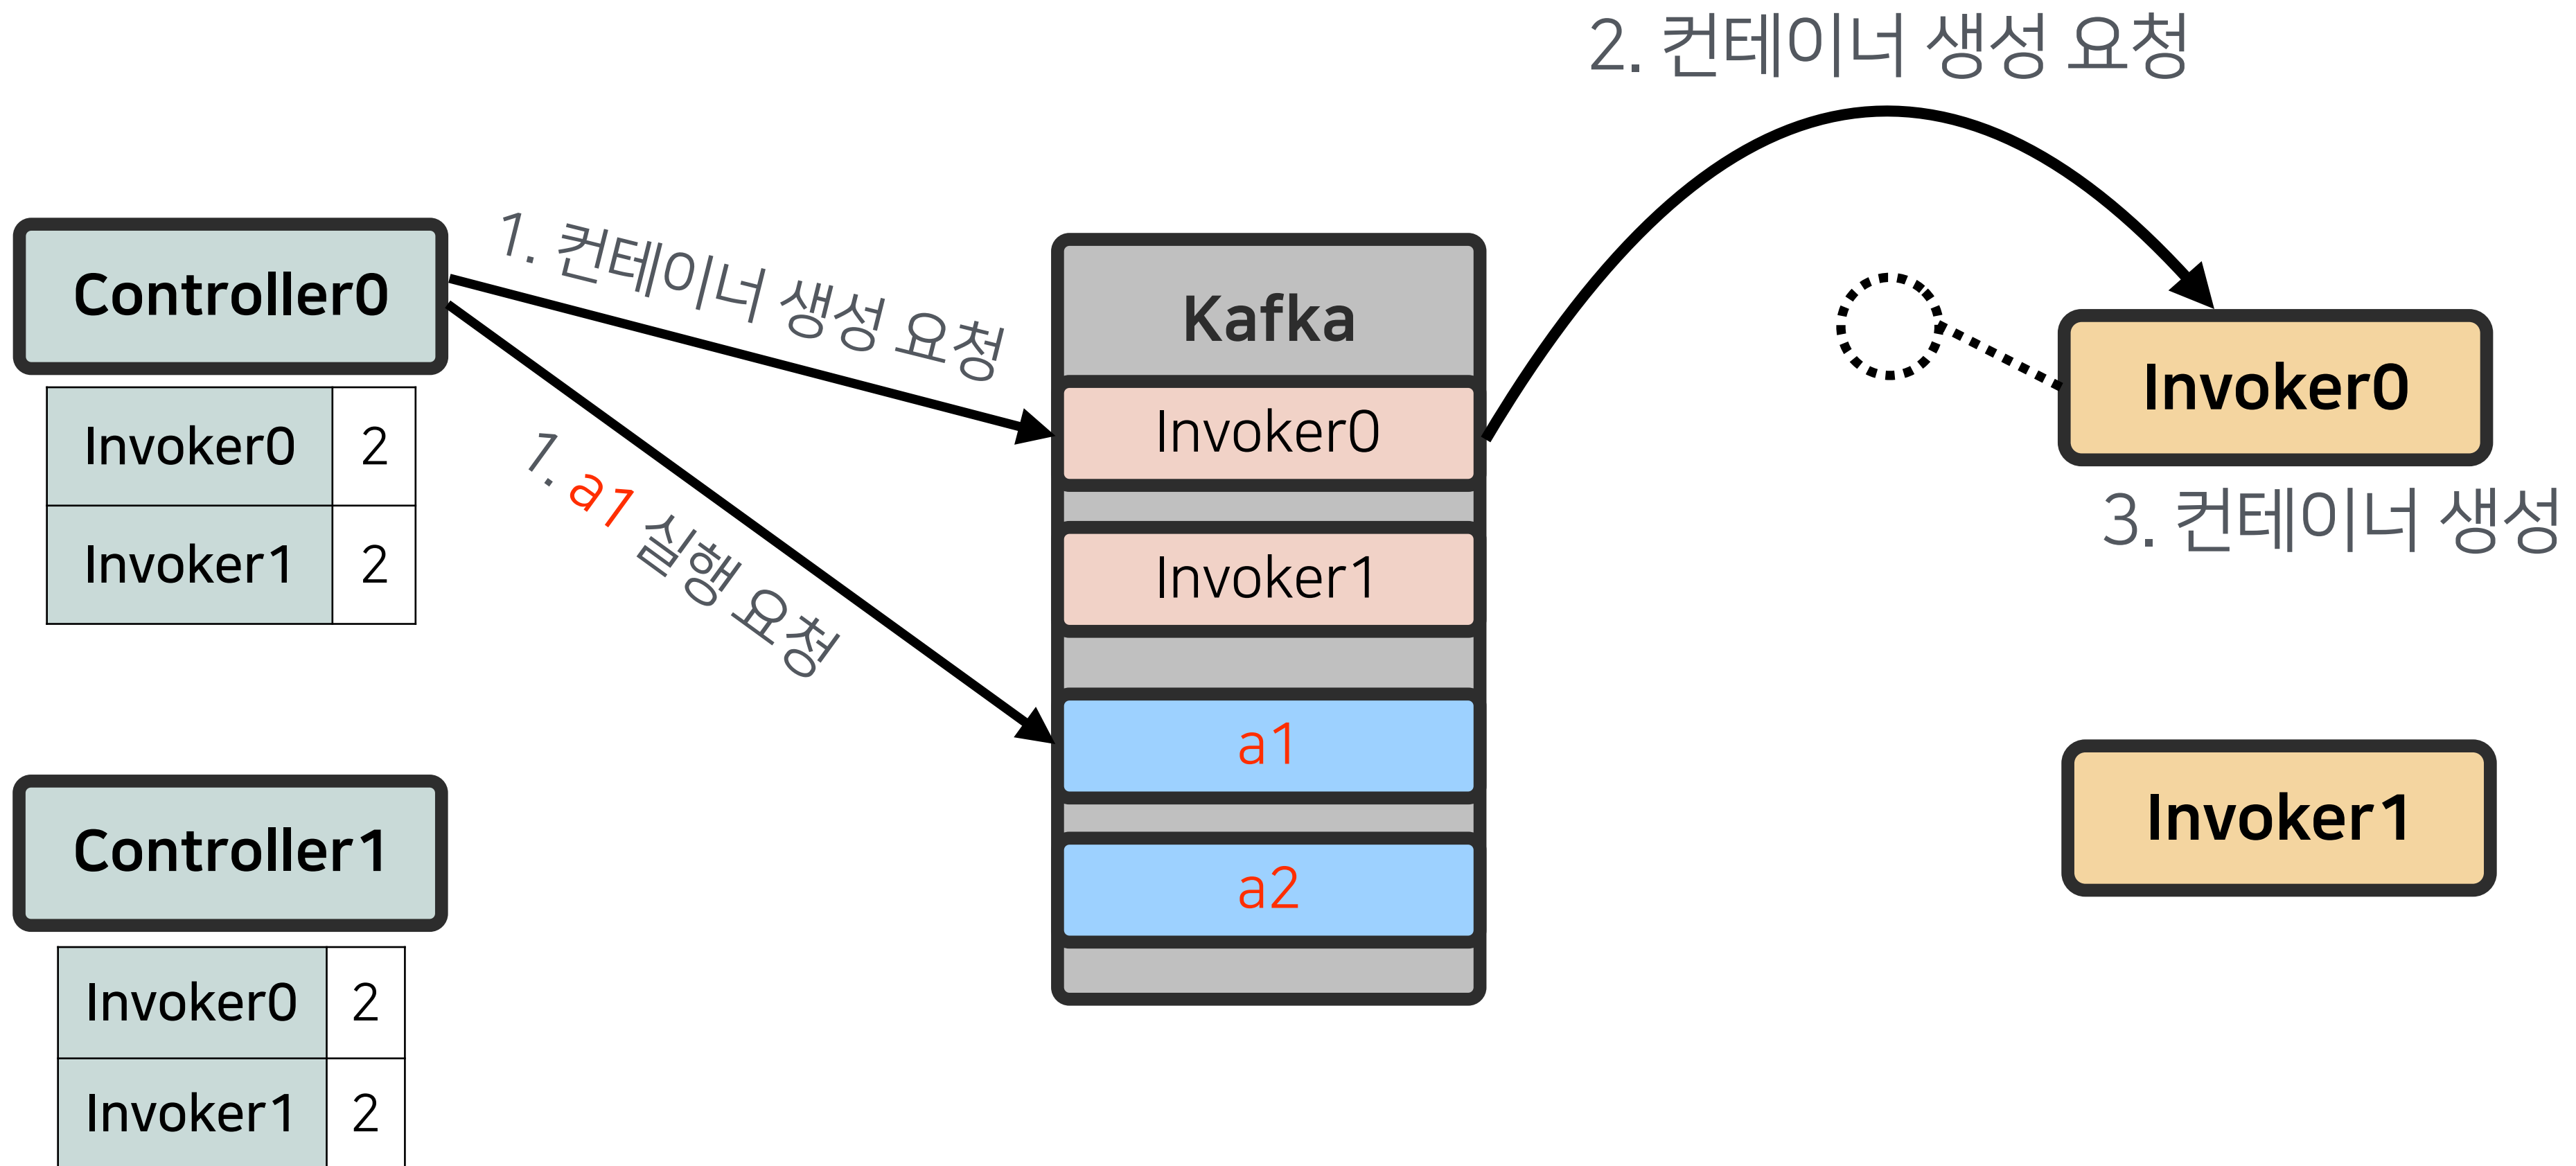 2. 컨테이너 생성 요청
1. 컨테이너 생성 요청
Controller0
Invoker0 2
Invoker1 2
1. a1 실행 요청
Kafka
Invoker0
Invoker1
a1
a2
Invoker0
3. 컨테이너 생성
Invoker1
Controller1
Invoker0 2
Invoker1 2